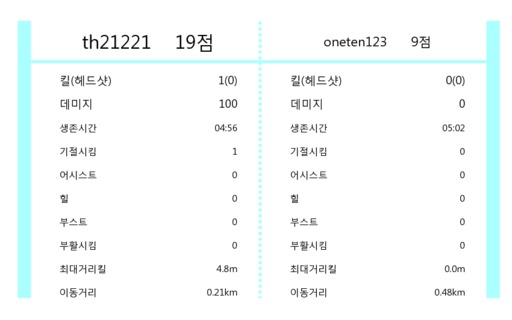 th21221 19점 oneten123 9점
킬(헤드샷) 1(0) 킬(헤드샷) 0(0)
데미지 100 데미지 0
생존시간 04:56 생존시간 05:02
기절시킴 1 기절시킴 0
어시스트 0 어시스트 0
힐 0 힐 0
부스트 0 부스트 0
부활시킴 0 부활시킴 0
최대거리킬 4.8m 최대거리킬 0.0m
이동거리 0.21km 이동거리 0.48km